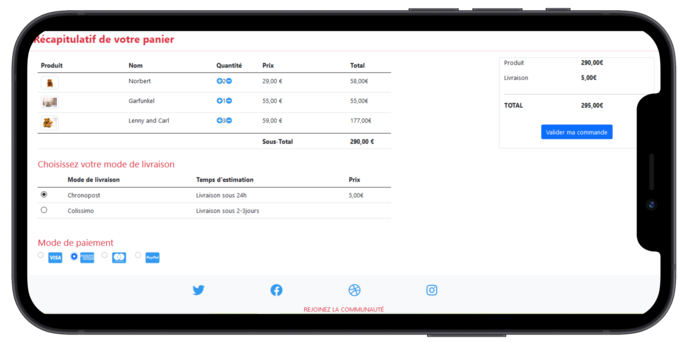 Récapitulatif de votre panier
Produit Nom Quantité Prix Total
Norbert 2 29,00 € 58,00€
Garfunkel 1 55,00 € 55,00€
Lenny and Carl 3 59,00 € 177,00€
Sous-Total 290,00 €
Produit 290,00€
Livraison 5,00€
TOTAL 295,00€
Valider ma commande
Choisissez votre mode de livraison
Mode de livraison Temps d'estimation Prix
Chronopost Livraison sous 24h 5,00€
Colissimo Livraison sous 2-3jours
Mode de paiement
VISA PayPal
REJOINEZ LA COMMUNAUTÉ